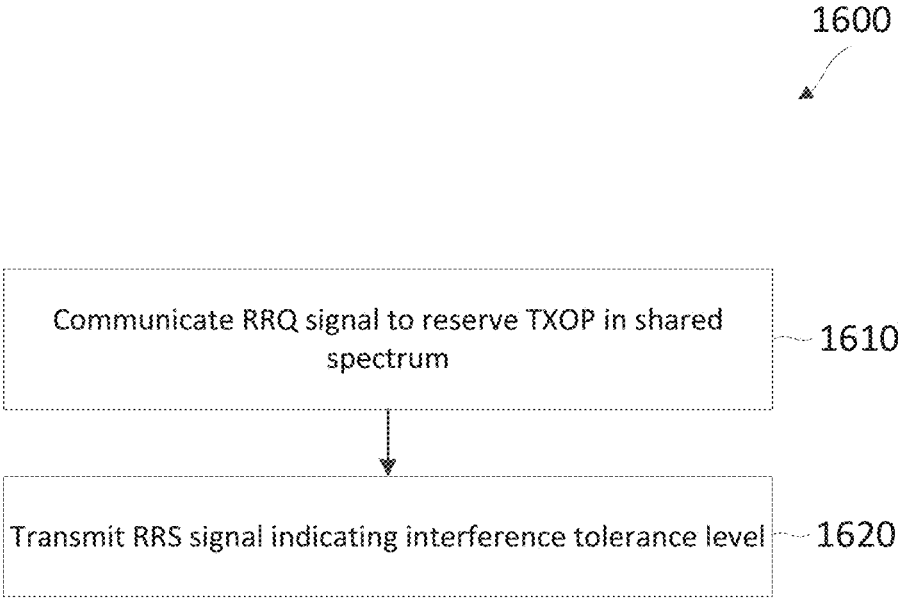 1600
Communicate RRQ signal to reserve TXOP in shared
spectrum
1610
Transmit RRS signal indicating interference tolerance level
1620